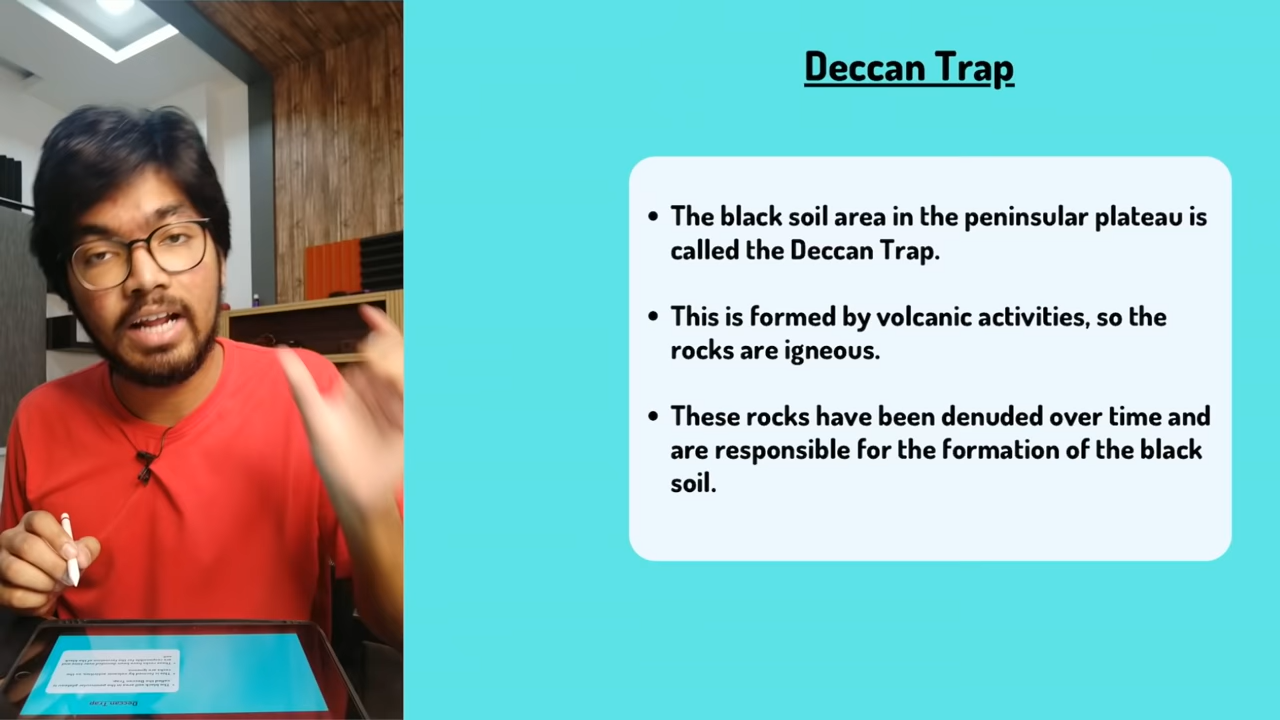 Deccan Trap
• The black soil area in the peninsular plateau is
called the Deccan Trap.
• This is formed by volcanic activities, so the
rocks are igneous.
• These rocks have been denuded over time and
are responsible for the formation of the black
soil.
Deccan Trap